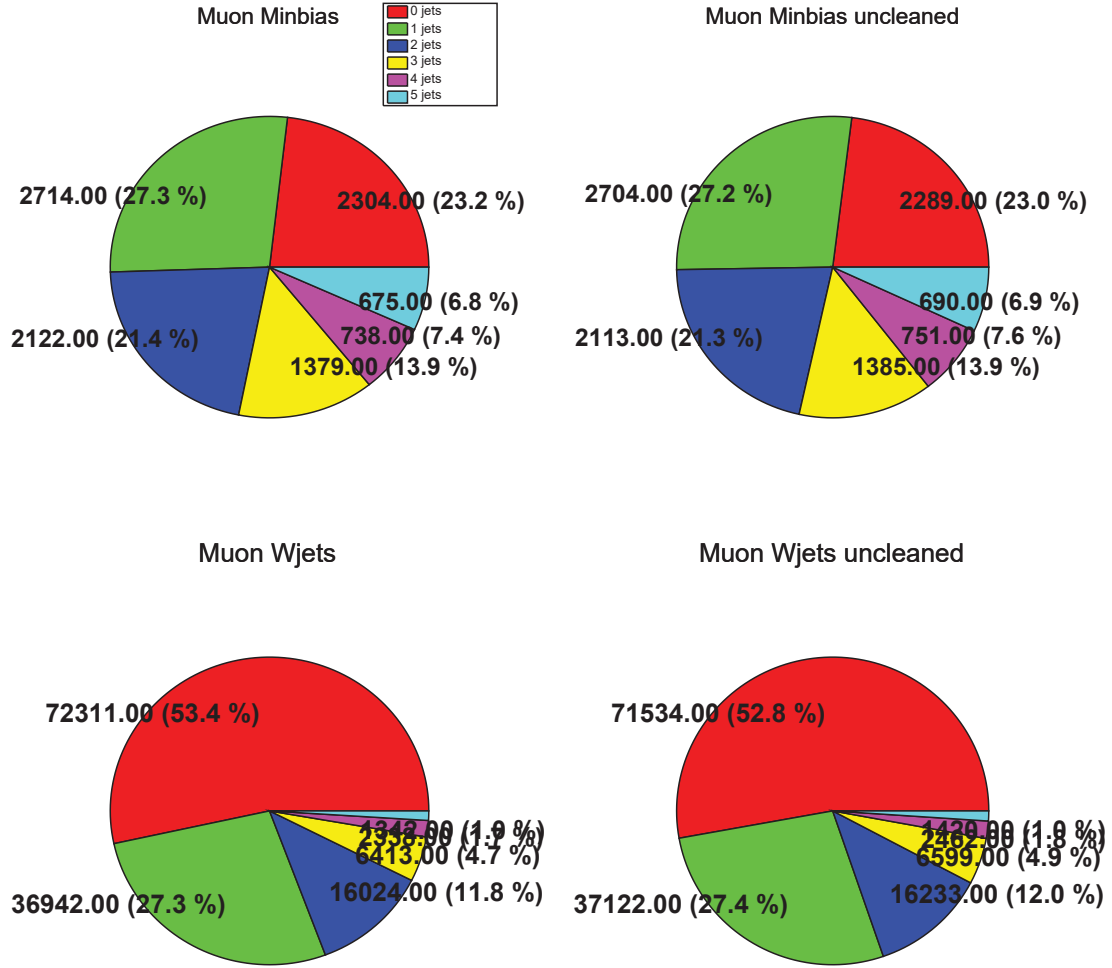 Muon Minbias
0 jets
1 jets
2 jets
3 jets
4 jets
5 jets
2714.00 (27.3 %)
2304.00 (23.2 %)
675.00 (6.8 %)
2122.00 (21.4 %)
738.00 (7.4 %)
1379.00 (13.9 %)
Muon Minbias uncleaned
2704.00 (27.2 %)
2289.00 (23.0 %)
690.00 (6.9 %)
2113.00 (21.3 %)
751.00 (7.6 %)
1385.00 (13.9 %)
Muon Wjets
72311.00 (53.4 %)
6413.00 (4.7 %)
16024.00 (11.8 %)
36942.00 (27.3 %)
Muon Wjets uncleaned
71534.00 (52.8 %)
6599.00 (4.9 %)
16233.00 (12.0 %)
37122.00 (27.4 %)